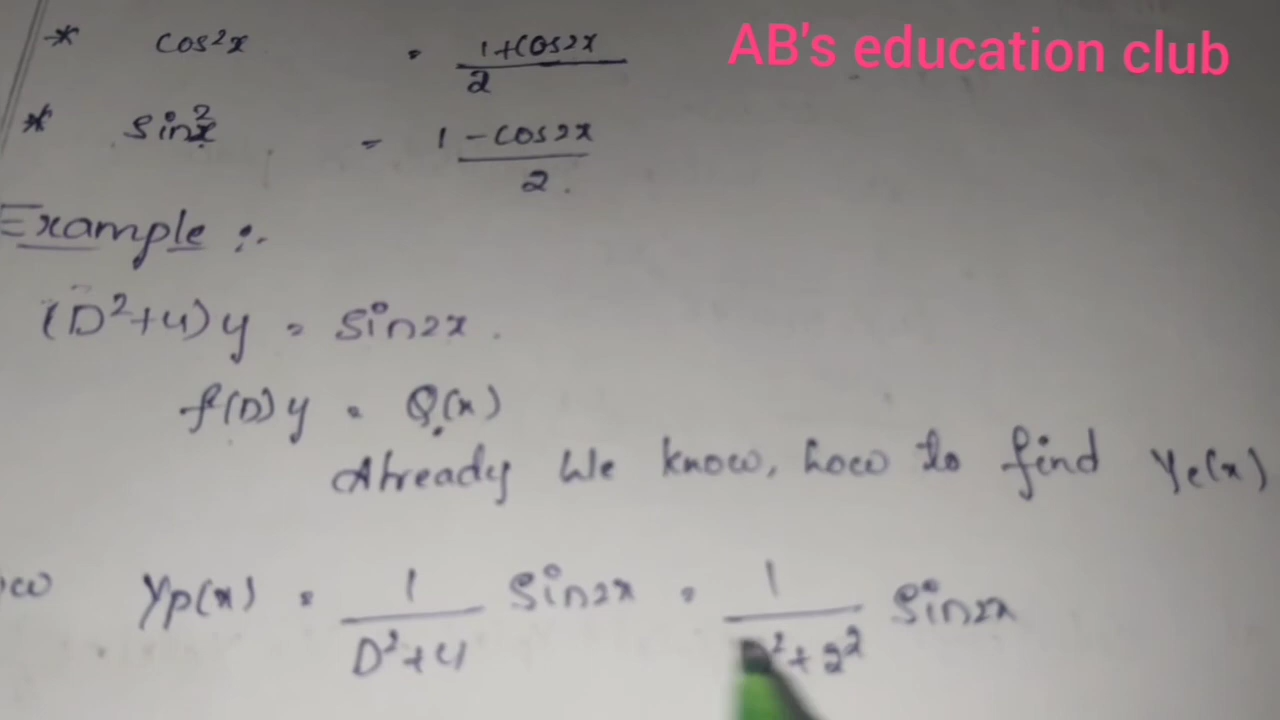 AB's education club
* cos²x = 1+cos2x / 2
* sin²x = 1-cos2x / 2.
Example :-
(D²+4)y = sin2x.
f(D)y = Q(x)
Already we know, how to find yc(x)
yp(x) = 1 / D²+4 sin2x = 1 / D²+2² sin2x